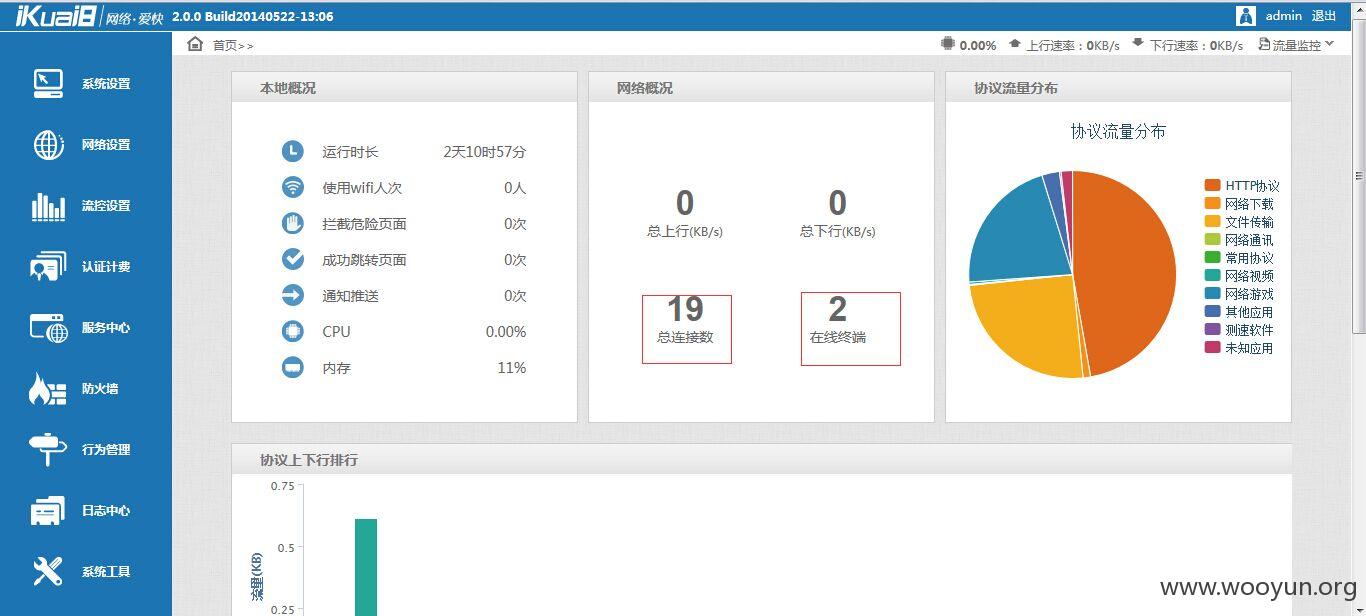 iKuai8 网络·爱快 2.0.0 Build20140522-13:06 admin 退出
首页>> 0.00% 上行速率：0KB/s 下行速率：0KB/s 流量监控
系统设置
网络设置
流控设置
认证计费
服务中心
防火墙
行为管理
日志中心
系统工具
本地概况
运行时长 2天10时57分
使用wifi人次 0人
拦截危险页面 0次
成功跳转页面 0次
通知推送 0次
CPU 0.00%
内存 11%
网络概况
0 0
总上行(KB/s) 总下行(KB/s)
19 2
总连接数 在线终端
协议流量分布
协议流量分布
HTTP协议
网络下载
文件传输
网络通讯
常用协议
网络视频
网络游戏
其他应用
测速软件
未知应用
协议上下行排行
0.75
0.5
0.25
流量(KB)
www.wooyun.org